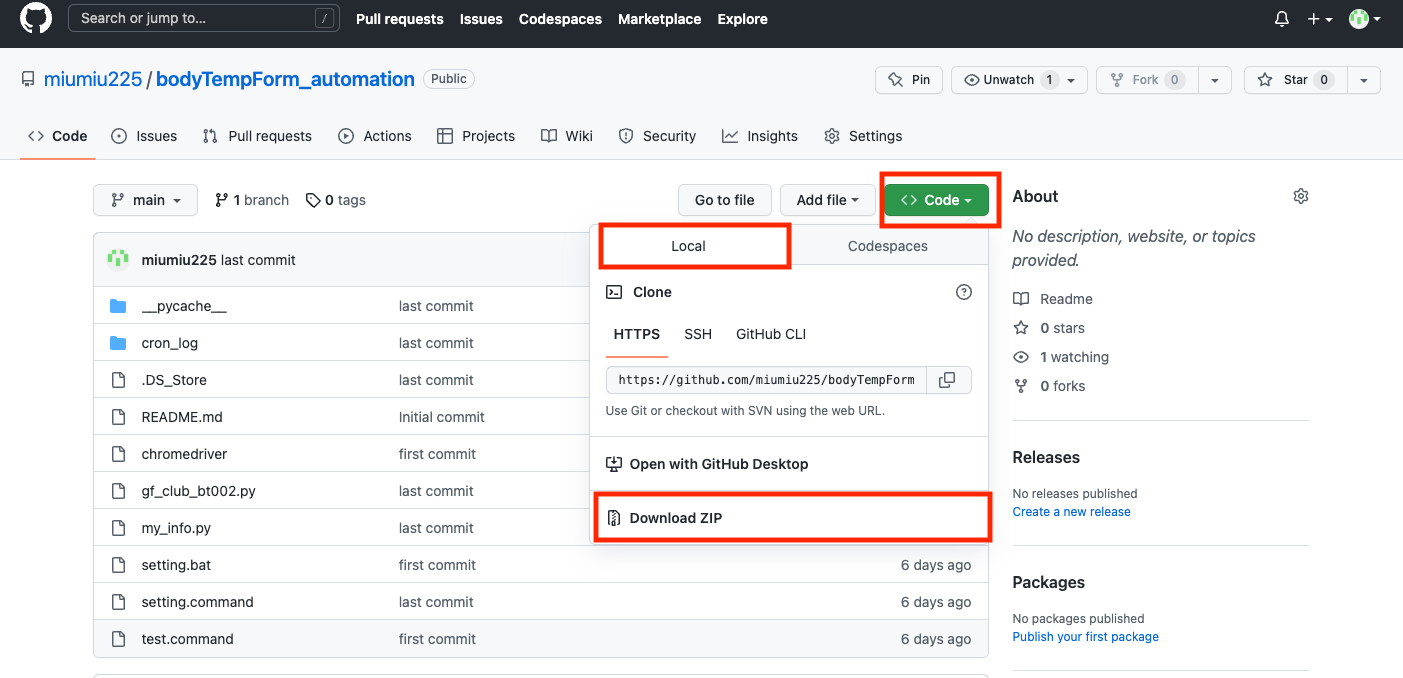 Search or jump to... /
Pull requests Issues Codespaces Marketplace Explore
miumiu225 / bodyTempForm_automation Public
Pin Unwatch 1 Fork 0 Star 0
Code Issues Pull requests Actions Projects Wiki Security Insights Settings
main 1 branch 0 tags Go to file Add file Code
miumiu225 last commit
__pycache__ last commit
cron_log last commit
.DS_Store last commit
README.md Initial commit
chromedriver first commit
gf_club_bt002.py last commit
my_info.py last commit
setting.bat first commit 6 days ago
setting.command last commit 6 days ago
test.command first commit 6 days ago
Local Codespaces
Clone
HTTPS SSH GitHub CLI
https://github.com/miumiu225/bodyTempForm
Use Git or checkout with SVN using the web URL.
Open with GitHub Desktop
Download ZIP
About
No description, website, or topics
provided.
Readme
0 stars
1 watching
0 forks
Releases
No releases published
Create a new release
Packages
No packages published
Publish your first package